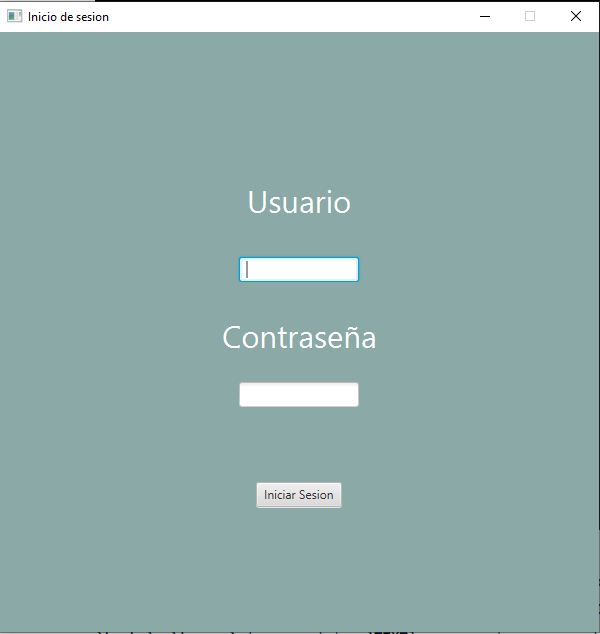 Inicio de sesion
Usuario
Contraseña
Iniciar Sesion